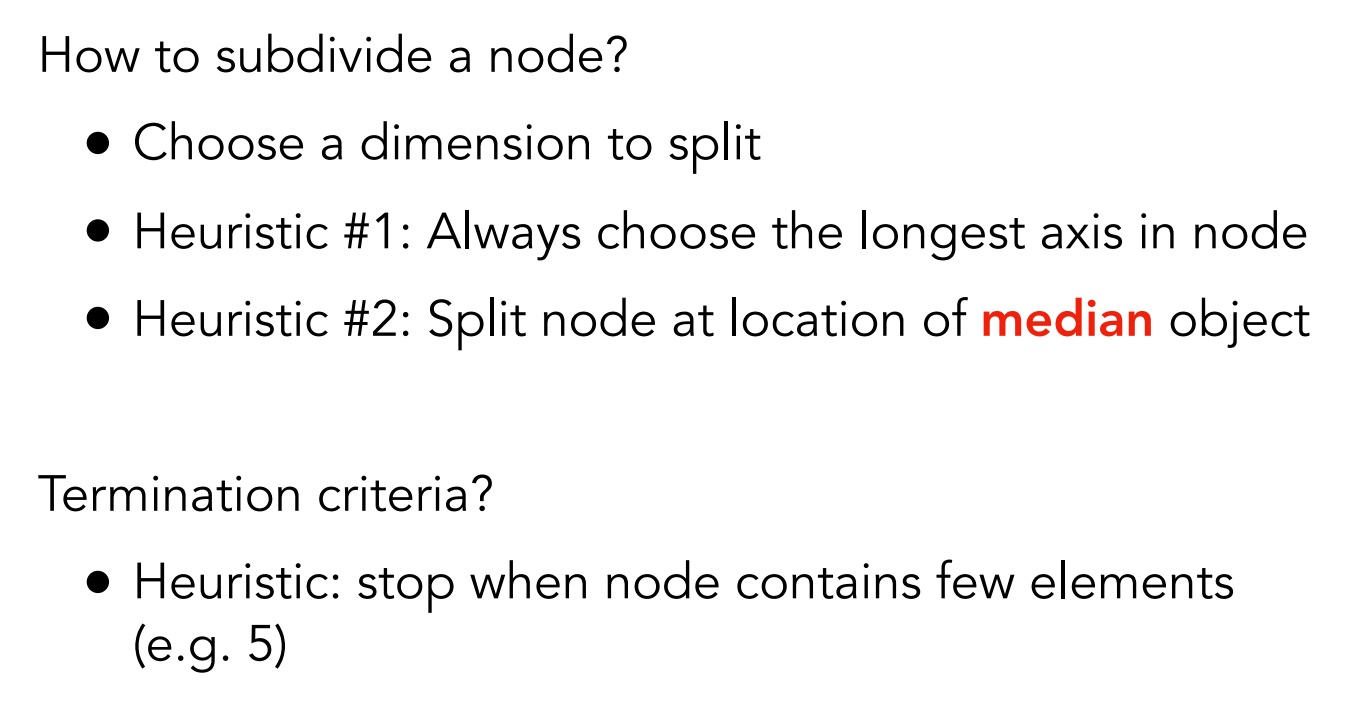 How to subdivide a node?
• Choose a dimension to split
• Heuristic #1: Always choose the longest axis in node
• Heuristic #2: Split node at location of median object
Termination criteria?
• Heuristic: stop when node contains few elements
(e.g. 5)